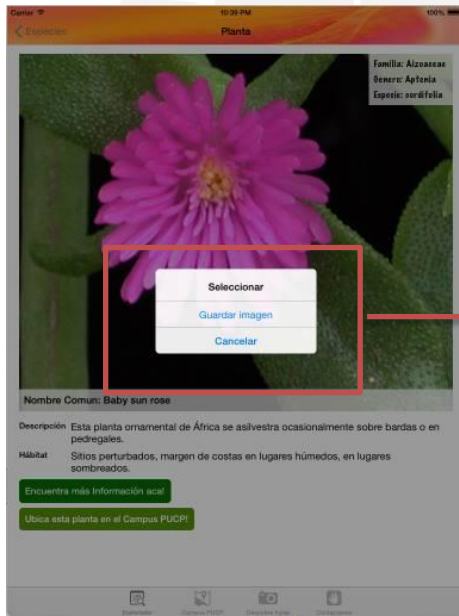 Carrier 10:39 PM 100%
Especies Planta
Familia: Aizoaceae
Genero: Aptenia
Especie: cordifolia
Seleccionar
Guardar imagen
Cancelar
Nombre Comun: Baby sun rose
Descripción Esta planta ornamental de África se asilvestra ocasionalmente sobre bardas o en
pedregales.
Hábitat Sitios perturbados, margen de costas en lugares húmedos, en lugares
sombreados.
Encuentra más Información aca!
Ubica esta planta en el Campus PUCP!
Campus PUCP